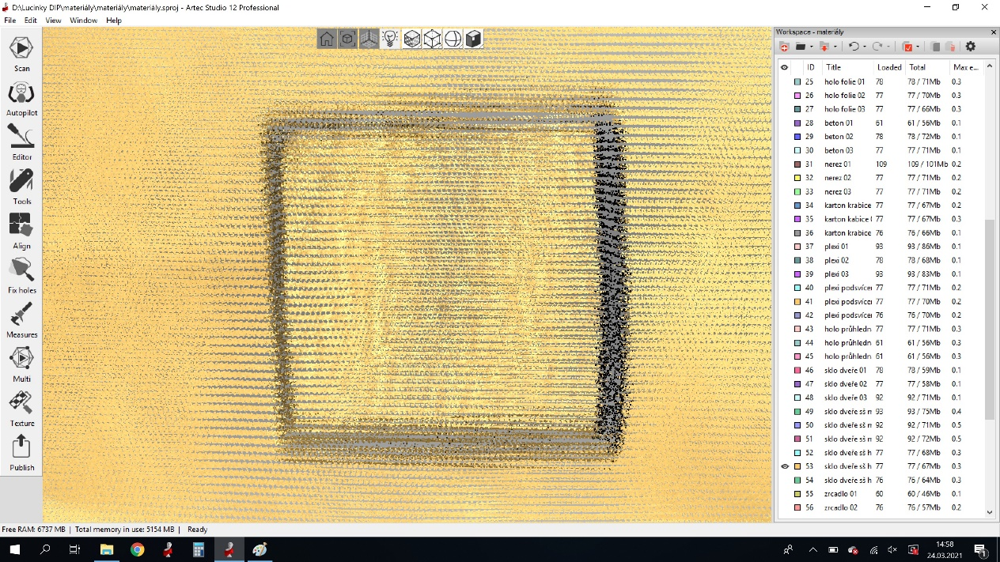 D:\Lucinky DIP\materiály\materiály\materiály.sproj - Artec Studio 12 Professional
File Edit View Window Help
Scan
Autopilot
Editor
Tools
Align
Fix holes
Measures
Multi
Texture
Publish
Workspace - materiály
ID Title Loaded Total Max e...
25 holo folie 01 78 78 / 71Mb 0.3
26 holo folie 02 77 77 / 70Mb 0.3
27 holo folie 03 77 77 / 66Mb 0.3
28 beton 01 61 61 / 56Mb 0.1
29 beton 02 78 78 / 72Mb 0.1
30 beton 03 77 77 / 71Mb 0.1
31 nerez 01 109 109 / 101Mb 0.2
32 nerez 02 77 77 / 71Mb 0.2
33 nerez 03 77 77 / 71Mb 0.2
34 karton krabice 77 77 / 67Mb 0.2
35 karton kabice 77 77 / 67Mb 0.3
36 karton krabice 76 76 / 66Mb 0.1
37 plexi 01 93 93 / 86Mb 0.1
38 plexi 02 78 78 / 68Mb 0.1
39 plexi 03 93 93 / 83Mb 0.1
40 plexi podsvícen 77 77 / 71Mb 0.2
41 plexi podsvícen 77 77 / 70Mb 0.2
42 plexi podsvícen 76 76 / 70Mb 0.2
43 holo průhledn 77 77 / 71Mb 0.3
44 holo průhledn 61 61 / 56Mb 0.3
45 holo průhledn 61 61 / 56Mb 0.3
46 sklo dveře 01 78 78 / 59Mb 0.1
47 sklo dveře 02 77 77 / 58Mb 0.1
48 sklo dveře 03 92 92 / 71Mb 0.1
49 sklo dveře sš m 93 93 / 75Mb 0.4
50 sklo dveře sš m 92 92 / 71Mb 0.5
51 sklo dveře sš m 92 92 / 72Mb 0.5
52 sklo dveře sš h 77 77 / 68Mb 0.3
53 sklo dveře sš h 77 77 / 67Mb 0.3
54 sklo dveře sš h 76 76 / 64Mb 0.3
55 zrcadlo 01 60 60 / 46Mb 0.1
56 zrcadlo 02 76 76 / 57Mb 0.2
Free RAM: 6737 MB | Total memory in use: 5154 MB | Ready
14:58
24.03.2021
1